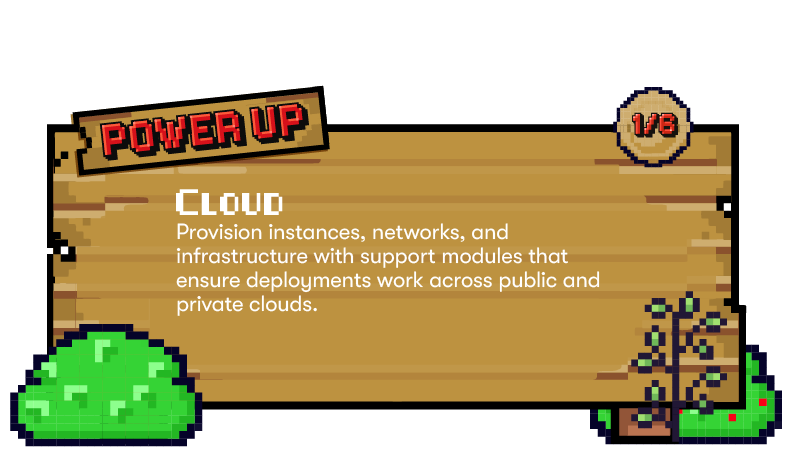 POWER UP
1/8
CLOUD
Provision instances, networks, and
infrastructure with support modules that
ensure deployments work across public and
private clouds.